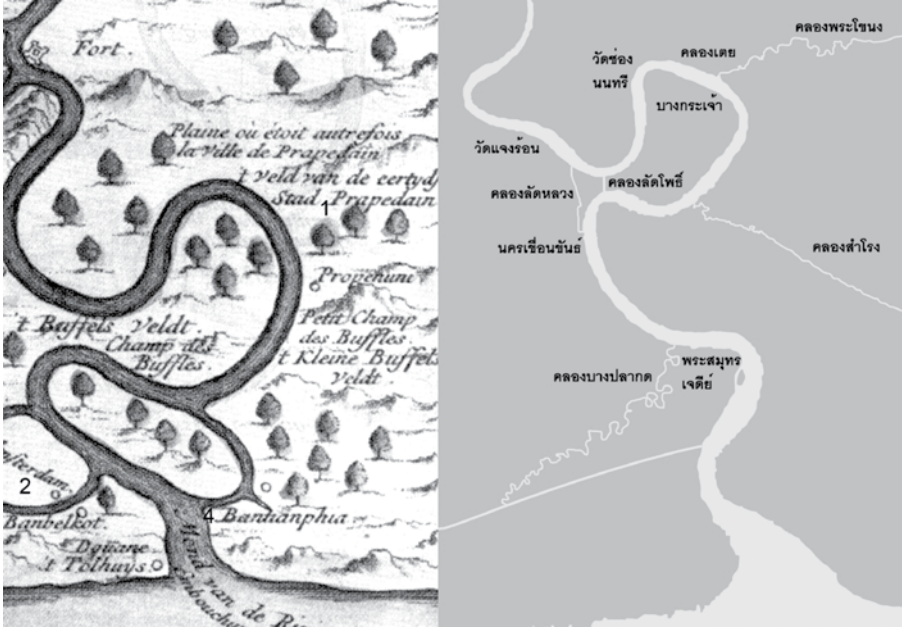 Fort.
Plaine où étoit autrefois
la Ville de Prapedain
't Veld van de eertyds
Stad Prapedain
1
Propenum
't Buffels Veldt.
Champ des
Buffles.
Petit Champ
des Buffles
't Kleine Buffels
Veldt.
2
Banbelkot.
4 Banthanphia
Doüane
't Tolhuys.
Mond van de
คลองพระโขนง
คลองเตย
วัดช่อง
นนทรี
บางกระเจ้า
วัดแจงร้อน
คลองลัดโพธิ์
คลองลัดหลวง
นครเขื่อนขันธ์
คลองสำโรง
พระสมุทร
เจดีย์
คลองบางปลากด